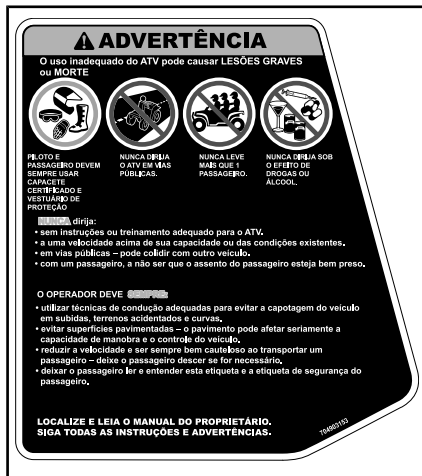 ADVERTÊNCIA
O uso inadequado do ATV pode causar LESÕES GRAVES
ou MORTE
PILOTO E
PASSAGEIRO DEVEM
SEMPRE USAR
CAPACETE
CERTIFICADO E
VESTUÁRIO DE
PROTEÇÃO
NUNCA DIRIJA
O ATV EM VIAS
PÚBLICAS.
NUNCA LEVE
MAIS QUE 1
PASSAGEIRO.
NUNCA DIRIJA SOB
O EFEITO DE
DROGAS OU
ÁLCOOL.
NUNCA dirija:
• sem instruções ou treinamento adequado para o ATV.
• a uma velocidade acima de sua capacidade ou das condições existentes.
• em vias públicas – pode colidir com outro veículo.
• com um passageiro, a não ser que o assento do passageiro esteja bem preso.
O OPERADOR DEVE SEMPRE:
• utilizar técnicas de condução adequadas para evitar a capotagem do veículo
em subidas, terrenos acidentados e curvas.
• evitar superfícies pavimentadas – o pavimento pode afetar seriamente a
capacidade de manobra e o controle do veículo.
• reduzir a velocidade e ser sempre bem cauteloso ao transportar um
passageiro – deixe o passageiro descer se for necessário.
• deixar o passageiro ler e entender esta etiqueta e a etiqueta de segurança do
passageiro.
LOCALIZE E LEIA O MANUAL DO PROPRIETÁRIO.
SIGA TODAS AS INSTRUÇÕES E ADVERTÊNCIAS.
704903153